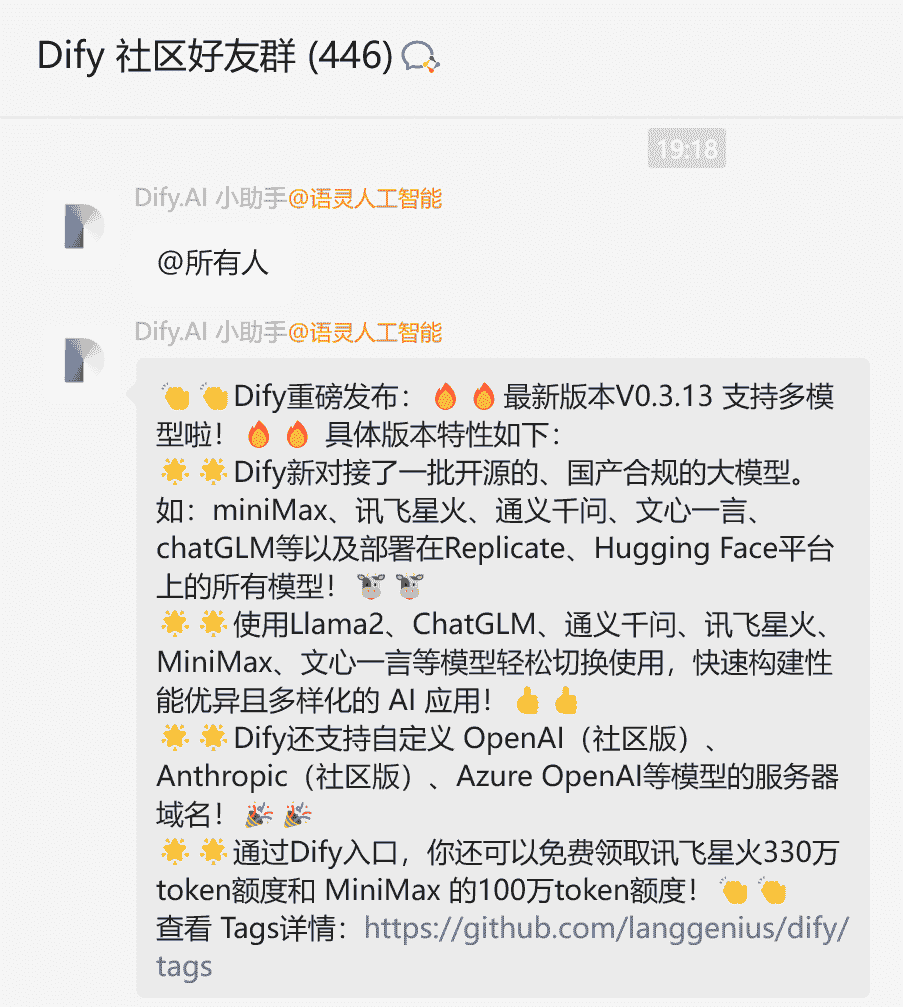 Dify 社区好友群 (446)
19:18
Dify.AI 小助手@语灵人工智能
@所有人
Dify.AI 小助手@语灵人工智能
👏👏Dify重磅发布：🔥🔥最新版本V0.3.13 支持多模
型啦！🔥🔥 具体版本特性如下：
🌟🌟Dify新对接了一批开源的、国产合规的大模型。
如：miniMax、讯飞星火、通义千问、文心一言、
chatGLM等以及部署在Replicate、Hugging Face平台
上的所有模型！🐮🐮
🌟🌟使用Llama2、ChatGLM、通义千问、讯飞星火、
MiniMax、文心一言等模型轻松切换使用，快速构建性
能优异且多样化的 AI 应用！👍👍
🌟🌟Dify还支持自定义 OpenAI（社区版）、
Anthropic（社区版）、Azure OpenAI等模型的服务器
域名！🎉🎉
🌟🌟通过Dify入口，你还可以免费领取讯飞星火330万
token额度和 MiniMax 的100万token额度！👏👏
查看 Tags详情：https://github.com/langgenius/dify/
tags